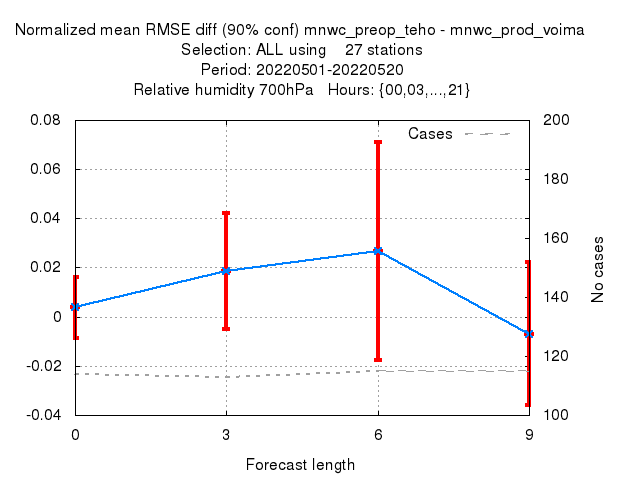 Normalized mean RMSE diff (90% conf) mnwc_preop_teho - mnwc_prod_voima
Selection: ALL using    27 stations
Period: 20220501-20220520
Relative humidity 700hPa   Hours: {00,03,...,21}
0.08
0.06
0.04
0.02
0
-0.02
-0.04
Cases
200
180
160
140
120
100
No cases
0 3 6 9
Forecast length